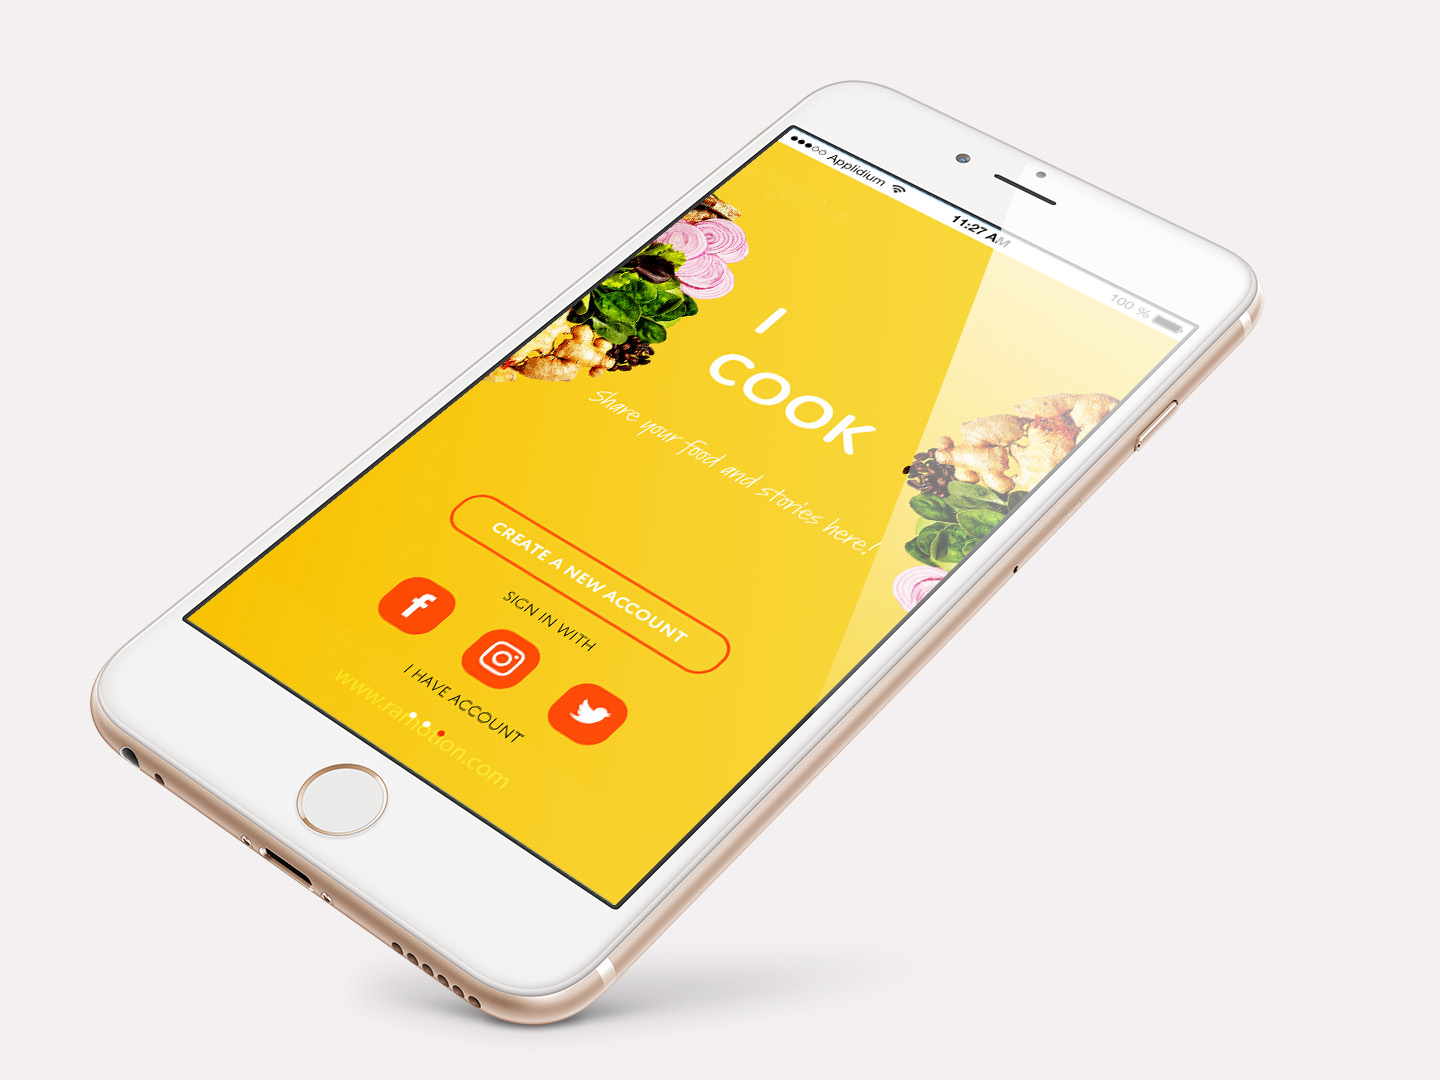 Applidium
11:27 AM
100 %
I
COOK
Share your food and stories here!
CREATE A NEW ACCOUNT
SIGN IN WITH
f
I HAVE ACCOUNT
www.ramotion.com